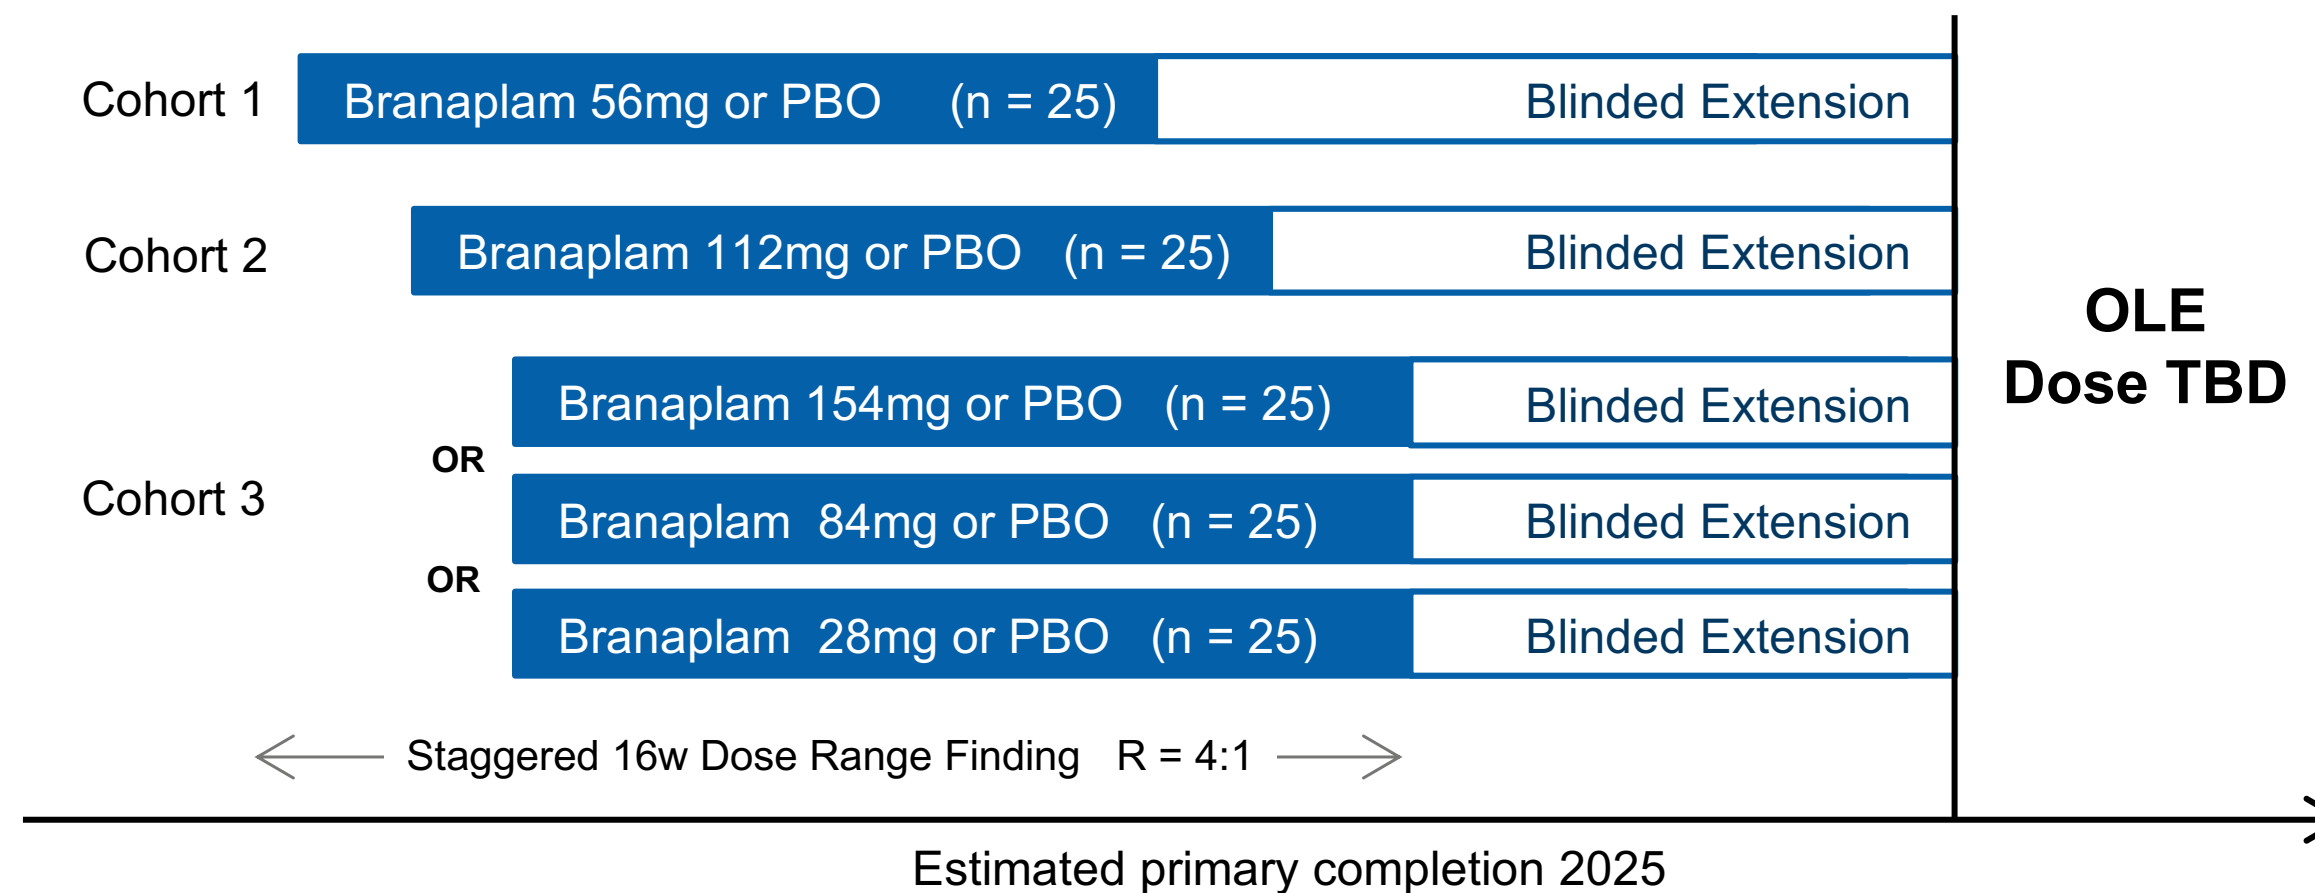 Cohort 1
Branaplam 56mg or PBO (n = 25)
Blinded Extension
Cohort 2
Branaplam 112mg or PBO (n = 25)
Blinded Extension
OLE
Dose TBD
Cohort 3
Branaplam 154mg or PBO (n = 25)
Blinded Extension
OR
Branaplam 84mg or PBO (n = 25)
Blinded Extension
OR
Branaplam 28mg or PBO (n = 25)
Blinded Extension
Staggered 16w Dose Range Finding R = 4:1
Estimated primary completion 2025